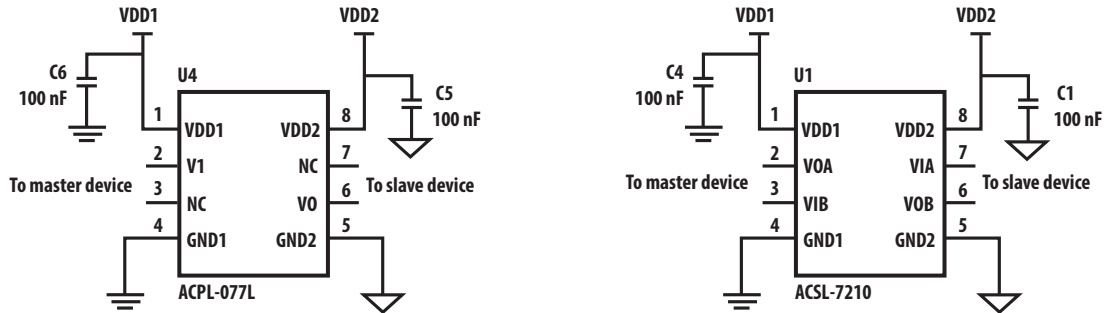 VDD1
VDD2
C6
100 nF
U4
C5
100 nF
1
VDD1
VDD2
8
2
V1
NC
7
To master device
To slave device
3
NC
VO
6
4
GND1
GND2
5
ACPL-077L
VDD1
VDD2
C4
100 nF
U1
C1
100 nF
1
VDD1
VDD2
8
2
VOA
VIA
7
To master device
To slave device
3
VIB
VOB
6
4
GND1
GND2
5
ACSL-7210